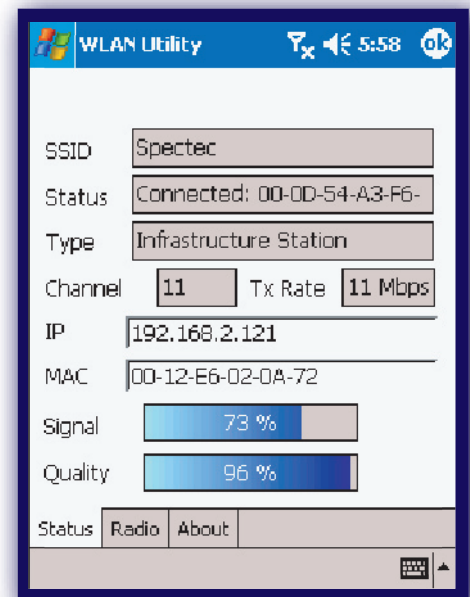 WLAN Utility 5:58 ok
SSID Spectec
Status Connected: 00-0D-54-A3-F6-
Type Infrastructure Station
Channel 11 Tx Rate 11 Mbps
IP 192.168.2.121
MAC 00-12-E6-02-0A-72
Signal 73 %
Quality 96 %
Status Radio About